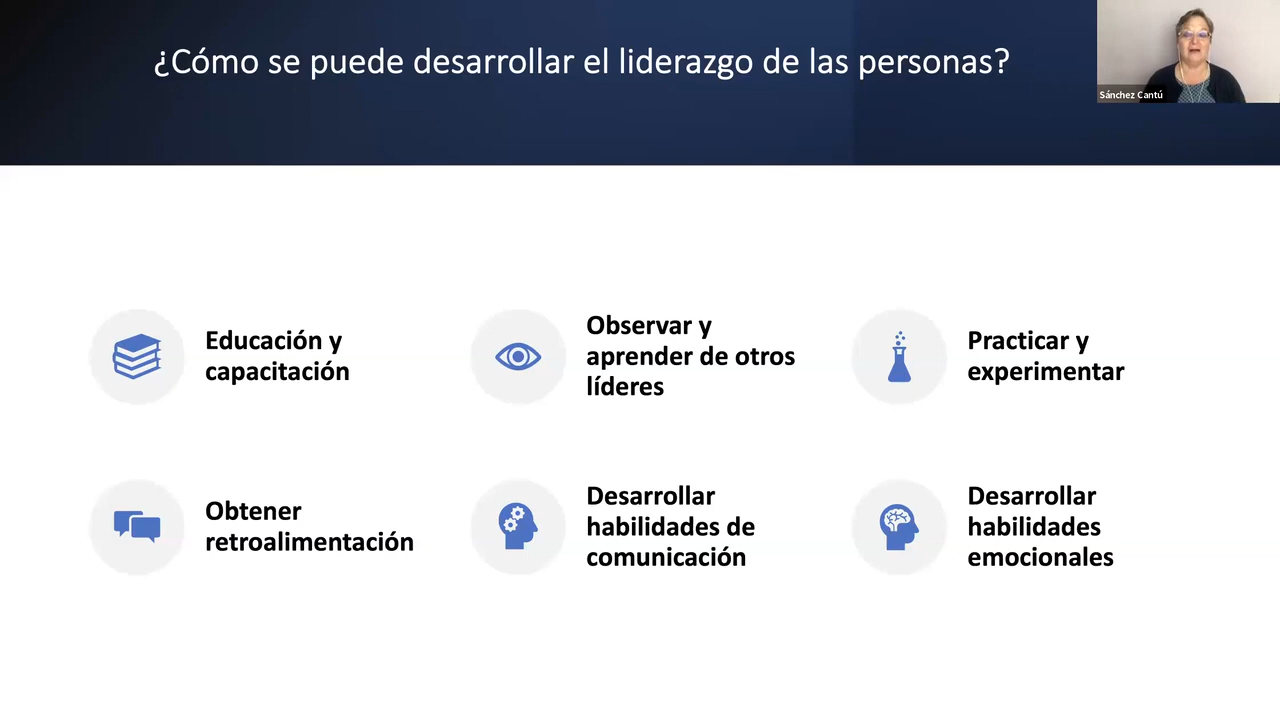 ¿Cómo se puede desarrollar el liderazgo de las personas?
Sánchez Cantú
Educación y
capacitación
Observar y
aprender de otros
líderes
Practicar y
experimentar
Obtener
retroalimentación
Desarrollar
habilidades de
comunicación
Desarrollar
habilidades
emocionales